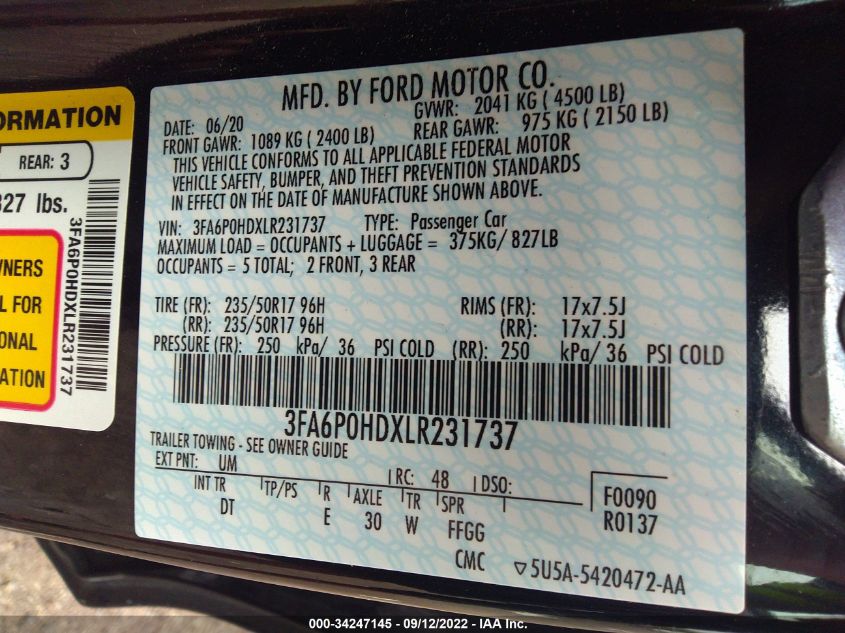 ORMATION
REAR: 3
827 lbs.
3FA6P0HDXLR231737
WNERS
L FOR
ONAL
ATION
MFD. BY FORD MOTOR CO.
DATE: 06/20 GVWR: 2041 KG ( 4500 LB)
FRONT GAWR: 1089 KG ( 2400 LB) REAR GAWR: 975 KG ( 2150 LB)
THIS VEHICLE CONFORMS TO ALL APPLICABLE FEDERAL MOTOR
VEHICLE SAFETY, BUMPER, AND THEFT PREVENTION STANDARDS
IN EFFECT ON THE DATE OF MANUFACTURE SHOWN ABOVE.
VIN: 3FA6P0HDXLR231737 TYPE: Passenger Car
MAXIMUM LOAD = OCCUPANTS + LUGGAGE = 375KG/ 827LB
OCCUPANTS = 5 TOTAL; 2 FRONT, 3 REAR
TIRE (FR): 235/50R17 96H RIMS (FR): 17x7.5J
(RR): 235/50R17 96H (RR): 17x7.5J
PRESSURE (FR): 250 kPa/ 36 PSI COLD (RR): 250 kPa/ 36 PSI COLD
3FA6P0HDXLR231737
TRAILER TOWING - SEE OWNER GUIDE
EXT PNT: UM RC: 48 DSO:
INT TR TP/PS R AXLE TR SPR F0090
DT E 30 W FFGG R0137
CMC ▽5U5A-5420472-AA
000-34247145 - 09/12/2022 - IAA Inc.